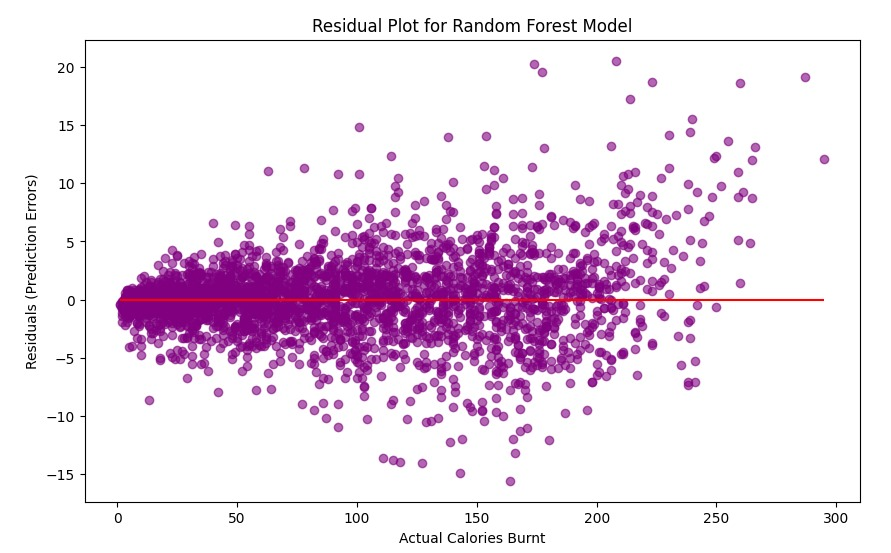 Residual Plot for Random Forest Model
Residuals (Prediction Errors)
20
15
10
5
0
−5
−10
−15
0 50 100 150 200 250 300
Actual Calories Burnt